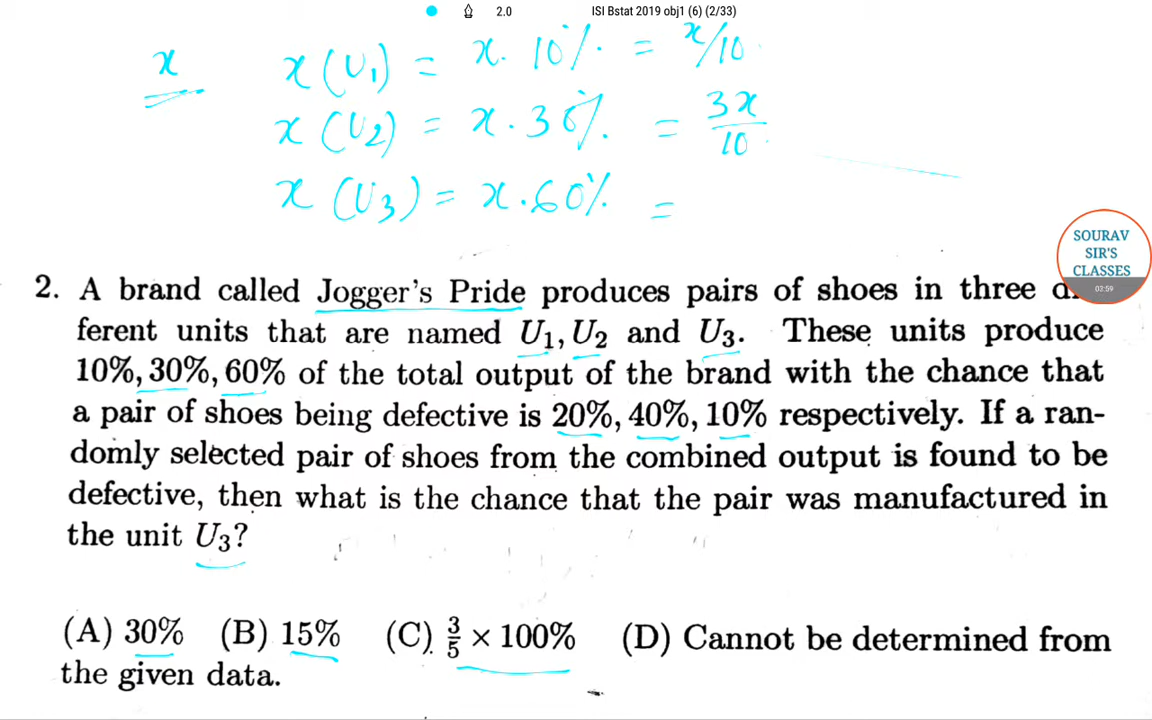 2.0 ISI Bstat 2019 obj1 (6) (2/33)
x x(U₁) = x. 10% = x/10.
x(U₂) = x.30% = 3x/10.
x(U₃) = x.60% =
SOURAV
SIR'S
CLASSES
03:59
2. A brand called Jogger's Pride produces pairs of shoes in three
ferent units that are named U₁, U₂ and U₃. These units produce
10%, 30%, 60% of the total output of the brand with the chance that
a pair of shoes being defective is 20%, 40%, 10% respectively. If a ran-
domly selected pair of shoes from the combined output is found to be
defective, then what is the chance that the pair was manufactured in
the unit U₃?
(A) 30% (B) 15% (C) 3/5 × 100% (D) Cannot be determined from
the given data.